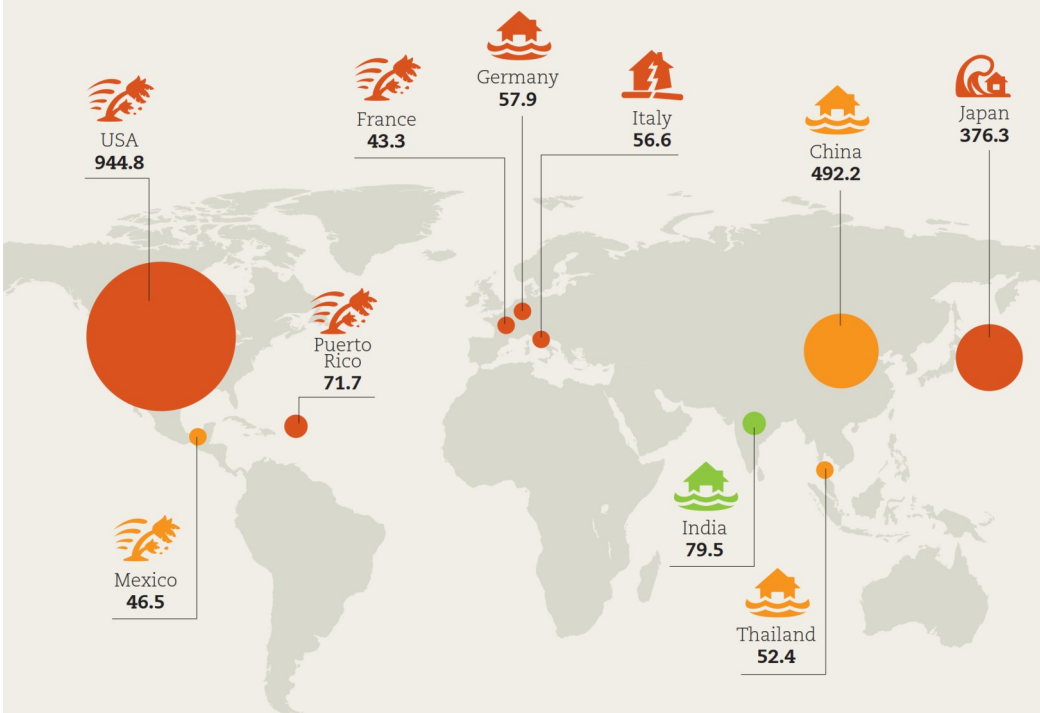 USA
944.8
France
43.3
Germany
57.9
Italy
56.6
China
492.2
Japan
376.3
Puerto
Rico
71.7
Mexico
46.5
India
79.5
Thailand
52.4